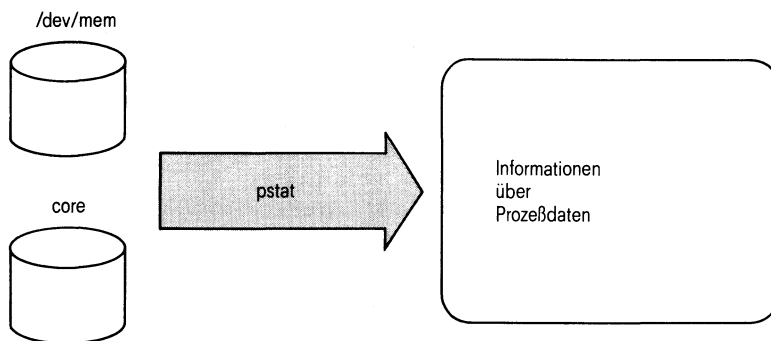 /dev/mem
core
pstat
Informationen
über
Prozeßdaten